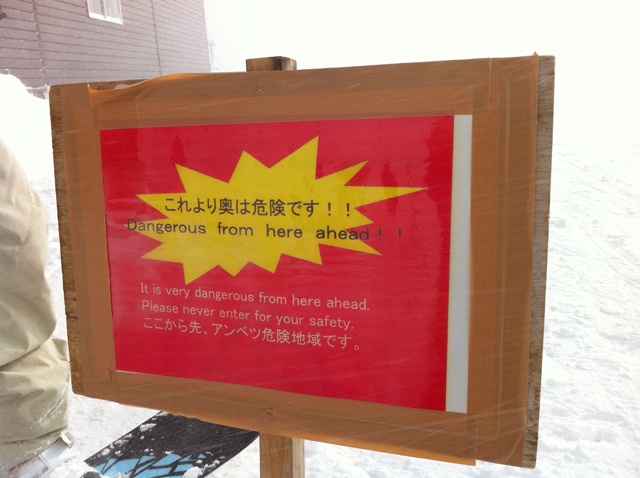 これより奥は危険です！！
Dangerous from here ahead！！
It is very dangerous from here ahead.
Please never enter for your safety.
ここから先、アンベツ危険地域です。